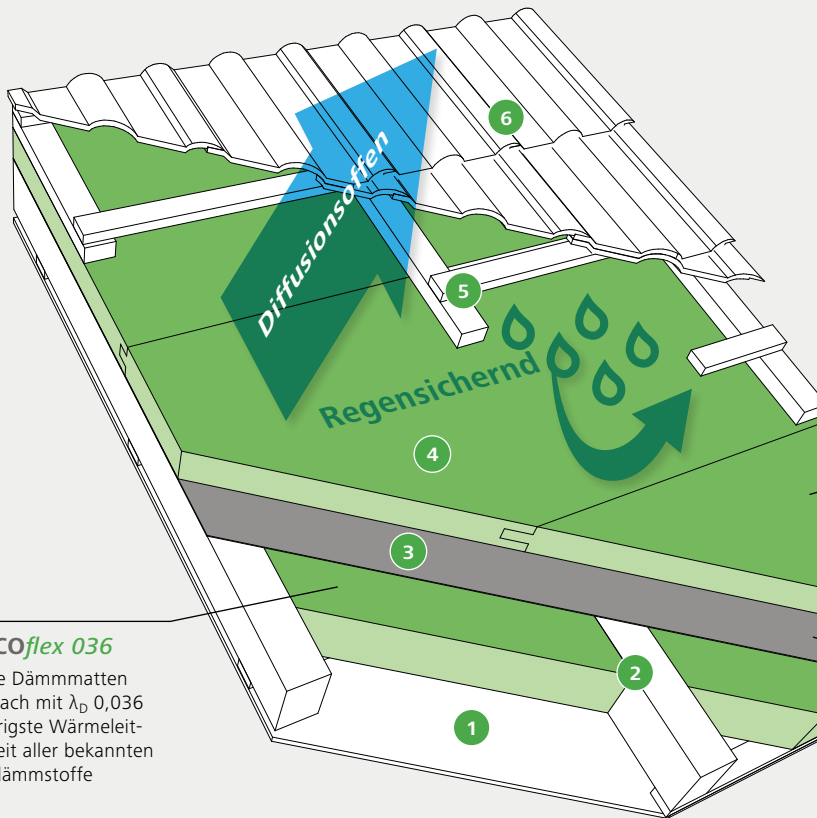 6
Diffusionsoffen
5
Regensichernd
4
3
2
1
COflex 036
e Dämmmatten
ach mit λD 0,036
rigste Wärmeleit-
eit aller bekannten
lämmstoffe